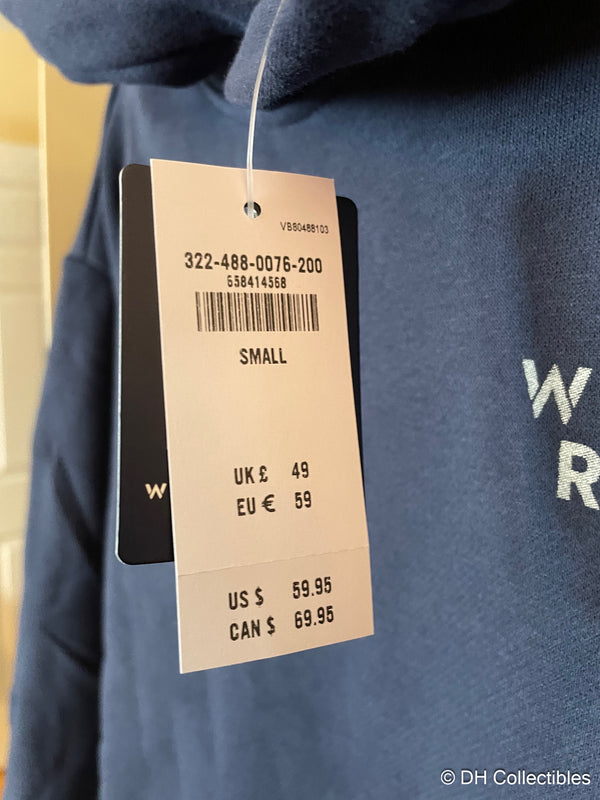 VB80488103
322-488-0076-200
658414568
SMALL
UK £ 49
EU € 59
US $ 59.95
CAN $ 69.95
W
W
R
© DH Collectibles